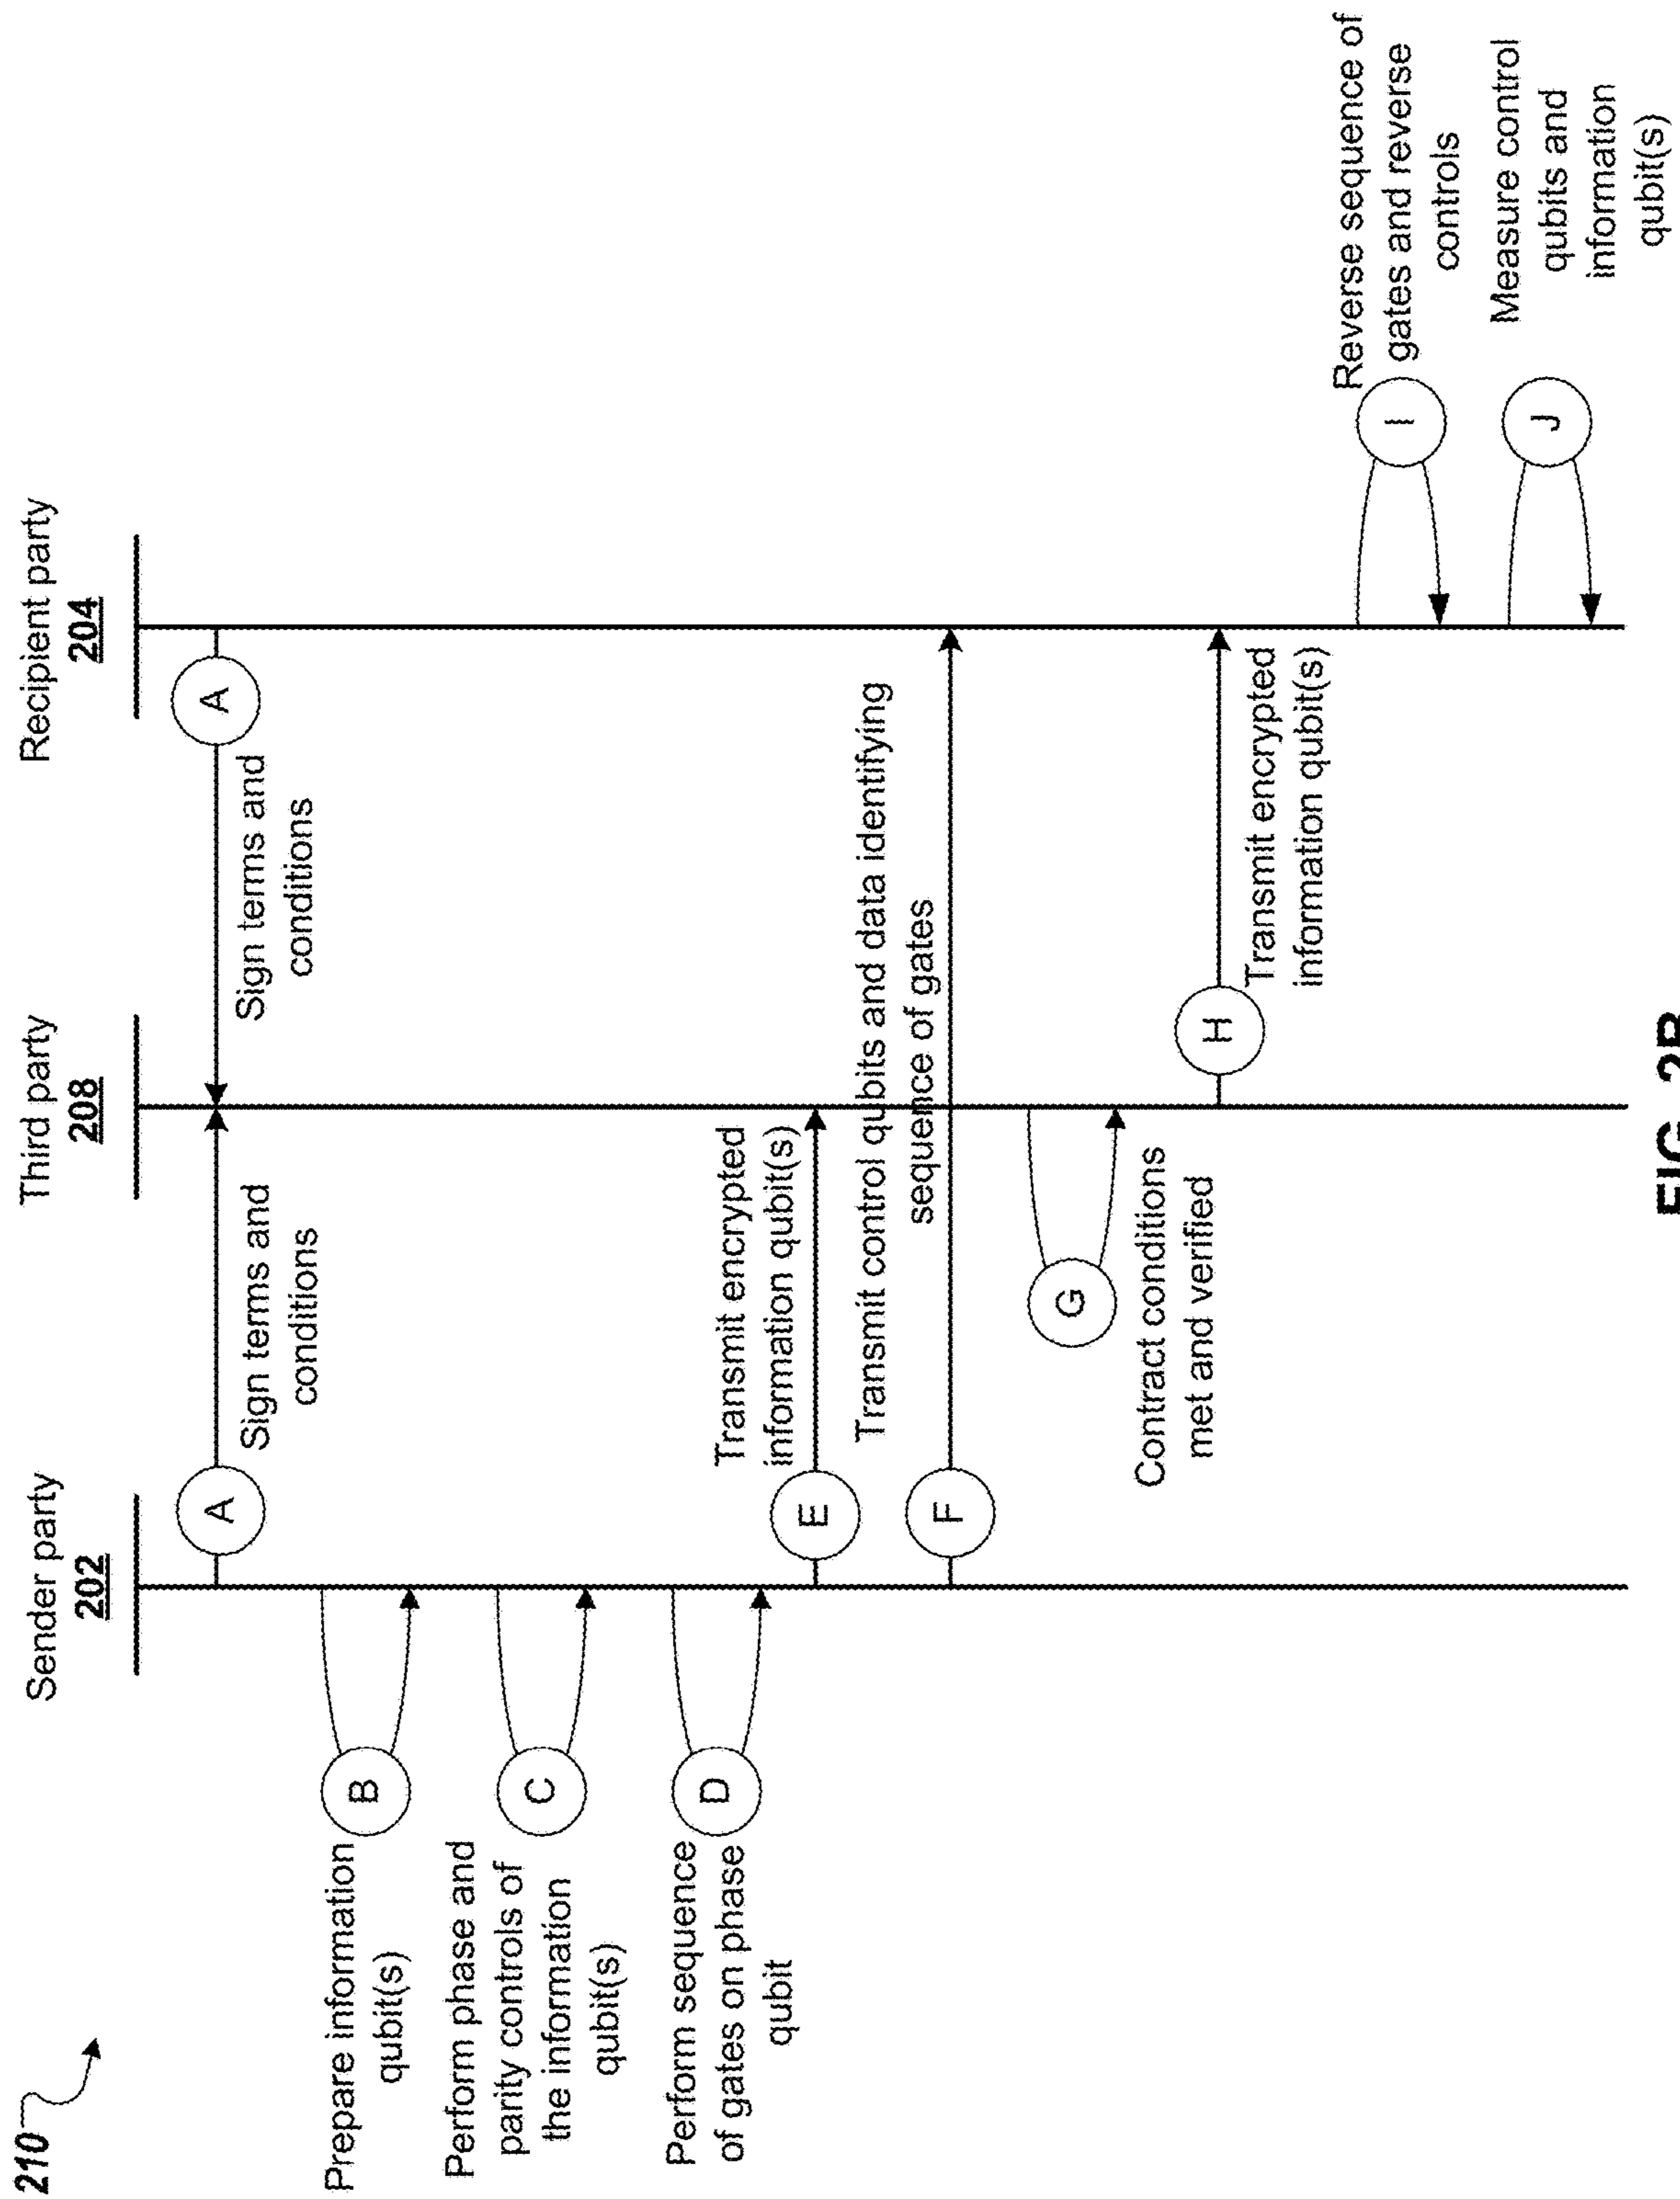 210
Sender party
202
Third party
208
Recipient party
204
A
Sign terms and
conditions
A
Sign terms and
conditions
B
Prepare information
qubit(s)
C
Perform phase and
parity controls of
the information
qubit(s)
D
Perform sequence
of gates on phase
qubit
E
Transmit encrypted
information qubit(s)
F
Transmit control qubits and data identifying
sequence of gates
G
Contract conditions
met and verified
H
Transmit encrypted
information qubit(s)
I
Reverse sequence of
gates and reverse
controls
J
Measure control
qubits and
information
qubit(s)
FIG. 2B